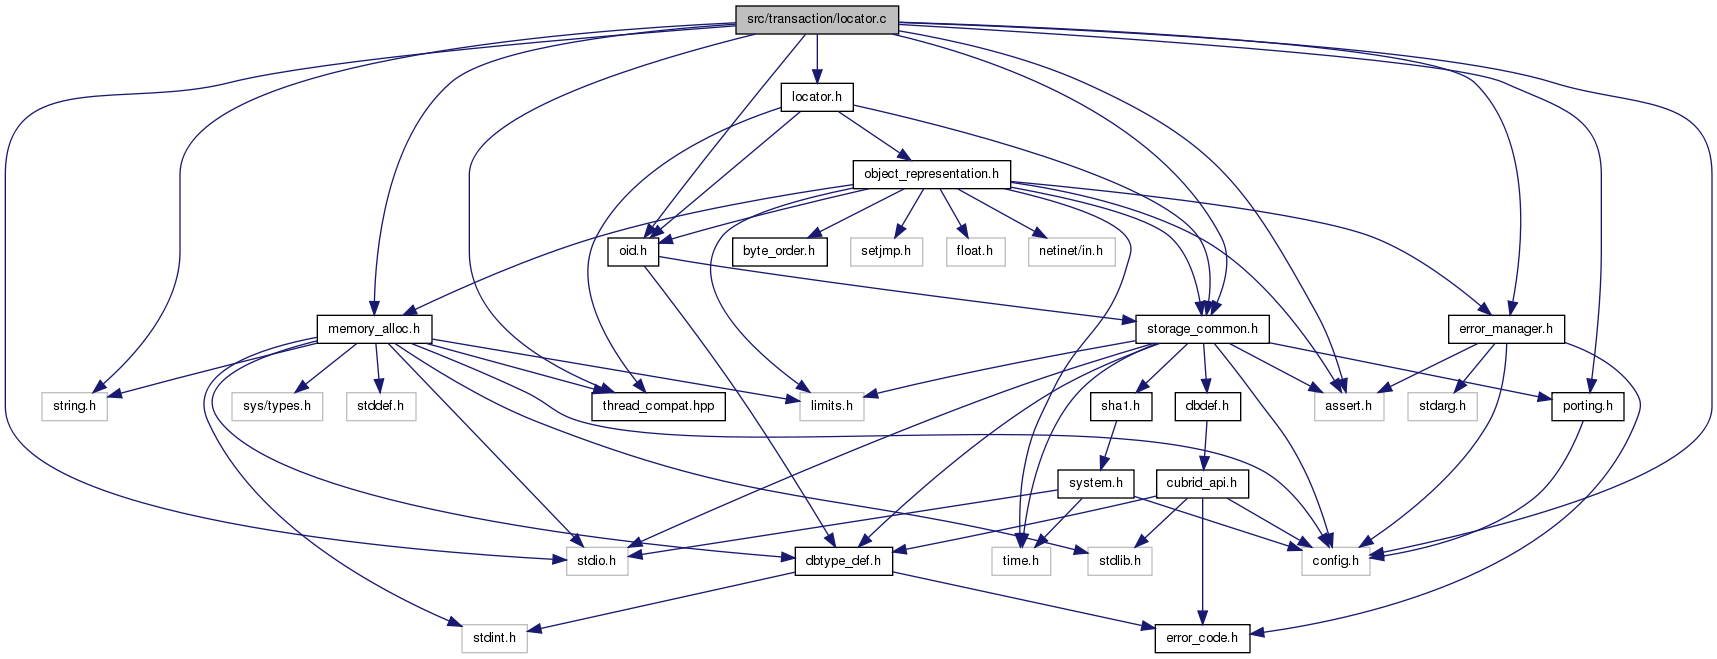 src/transaction/locator.c
locator.h
object_representation.h
oid.h
byte_order.h
setjmp.h
float.h
netinet/in.h
memory_alloc.h
storage_common.h
error_manager.h
string.h
sys/types.h
stddef.h
thread_compat.hpp
limits.h
sha1.h
dbdef.h
assert.h
stdarg.h
porting.h
system.h
cubrid_api.h
stdio.h
dbtype_def.h
time.h
stdlib.h
config.h
stdint.h
error_code.h